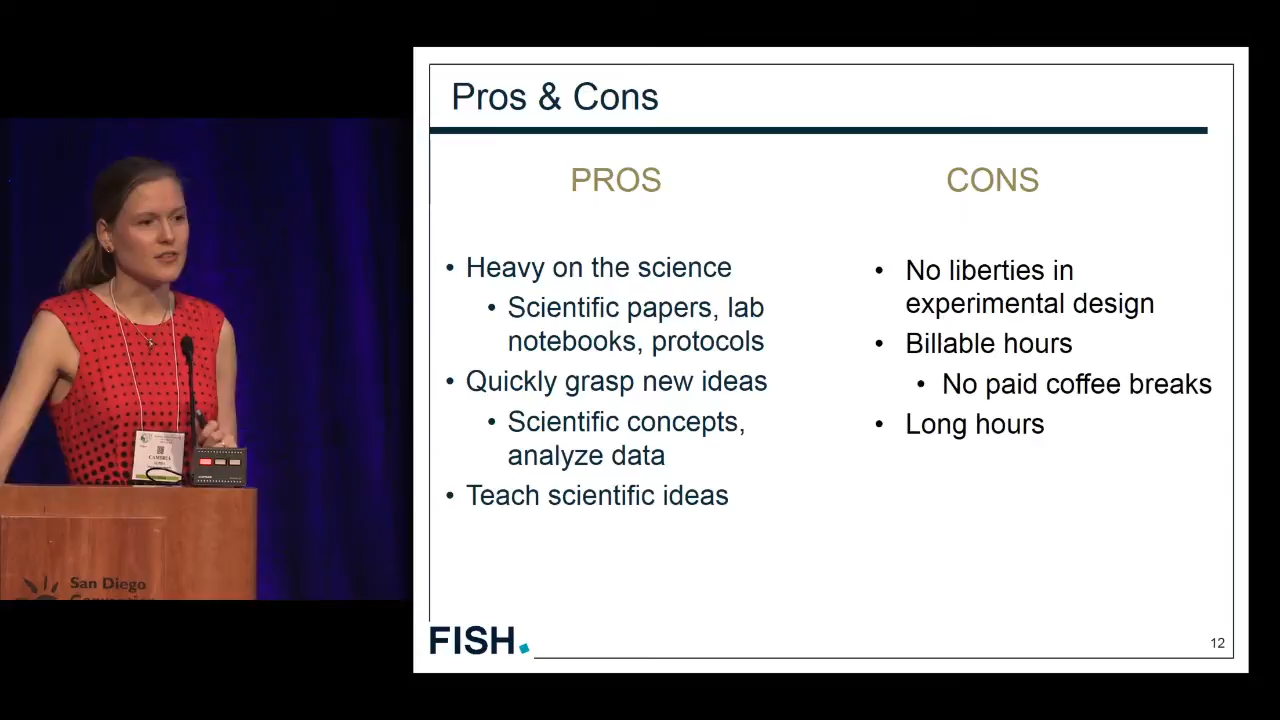 Pros & Cons
PROS
• Heavy on the science
• Scientific papers, lab
notebooks, protocols
• Quickly grasp new ideas
• Scientific concepts,
analyze data
• Teach scientific ideas
CONS
• No liberties in
experimental design
• Billable hours
• No paid coffee breaks
• Long hours
FISH.
12
CAMBRIA
San Diego